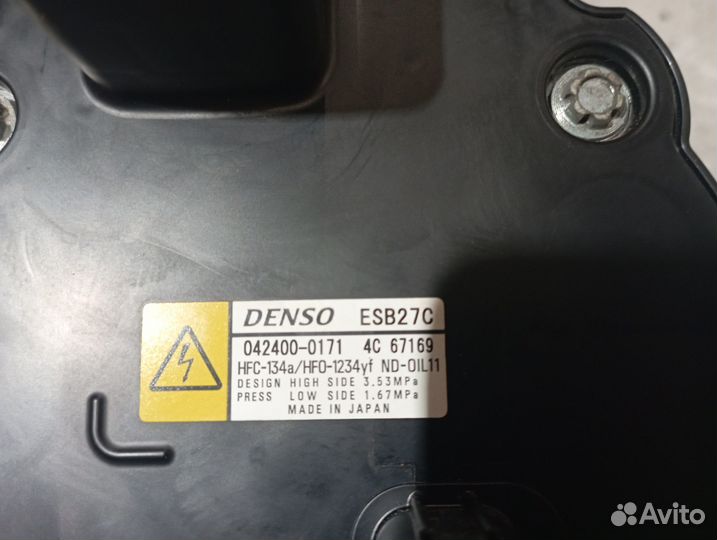 DENSO ESB27C
042400-0171 4C 67169
HFC-134a/HFO-1234yf ND-OIL11
DESIGN HIGH SIDE 3.53MPa
PRESS LOW SIDE 1.67MPa
MADE IN JAPAN
Avito